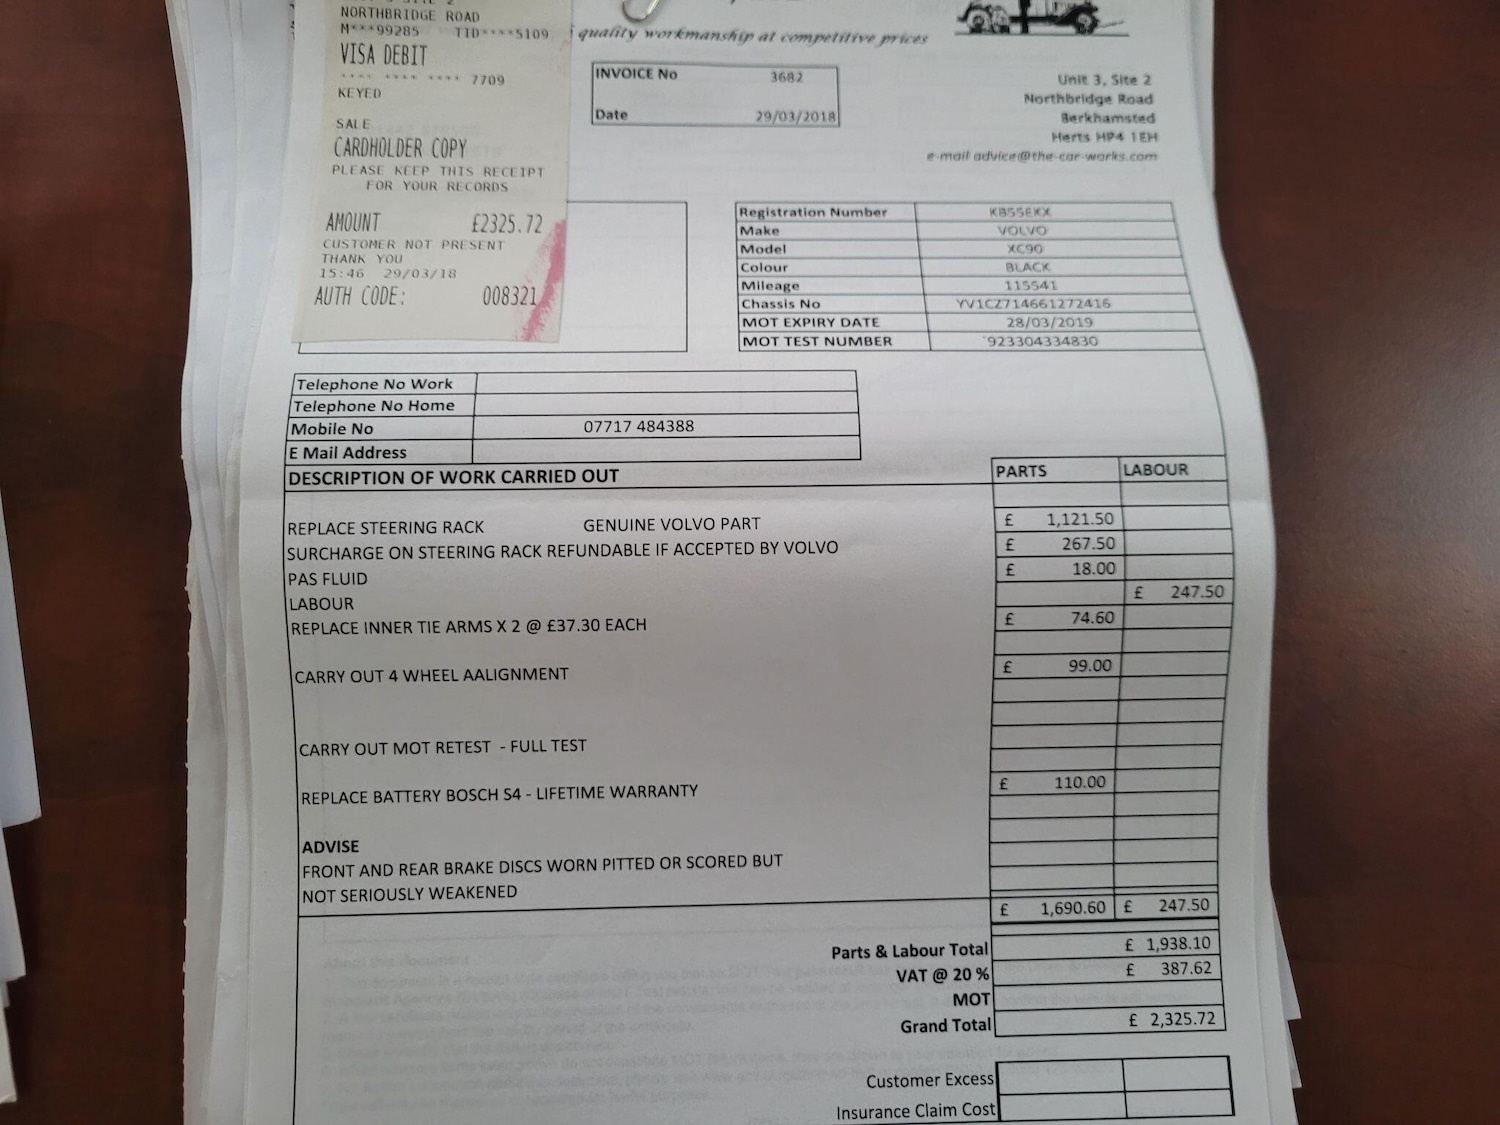 NORTHBRIDGE ROAD
M***99285 TID****5109
VISA DEBIT
**** **** **** 7709
KEYED
SALE
CARDHOLDER COPY
PLEASE KEEP THIS RECEIPT
FOR YOUR RECORDS
AMOUNT £2325.72
CUSTOMER NOT PRESENT
THANK YOU
15:46 29/03/18
AUTH CODE: 008321
quality workmanship at competitive prices
INVOICE No 3682
Date 29/03/2018
Unit 3, Site 2
Northbridge Road
Berkhamsted
Herts HP4 1EH
e-mail advice@the-car-works.com
Registration Number KB55EKX
Make VOLVO
Model XC90
Colour BLACK
Mileage 115541
Chassis No YV1CZ714661272416
MOT EXPIRY DATE 28/03/2019
MOT TEST NUMBER 923304334830
Telephone No Work
Telephone No Home
Mobile No 07717 484388
E Mail Address
DESCRIPTION OF WORK CARRIED OUT PARTS LABOUR
REPLACE STEERING RACK GENUINE VOLVO PART £ 1,121.50
SURCHARGE ON STEERING RACK REFUNDABLE IF ACCEPTED BY VOLVO £ 267.50
PAS FLUID £ 18.00
LABOUR £ 247.50
REPLACE INNER TIE ARMS X 2 @ £37.30 EACH £ 74.60
CARRY OUT 4 WHEEL AALIGNMENT £ 99.00
CARRY OUT MOT RETEST - FULL TEST
REPLACE BATTERY BOSCH S4 - LIFETIME WARRANTY £ 110.00
ADVISE
FRONT AND REAR BRAKE DISCS WORN PITTED OR SCORED BUT
NOT SERIOUSLY WEAKENED
£ 1,690.60 £ 247.50
Parts & Labour Total £ 1,938.10
VAT @ 20 % £ 387.62
MOT
Grand Total £ 2,325.72
Customer Excess
Insurance Claim Cost